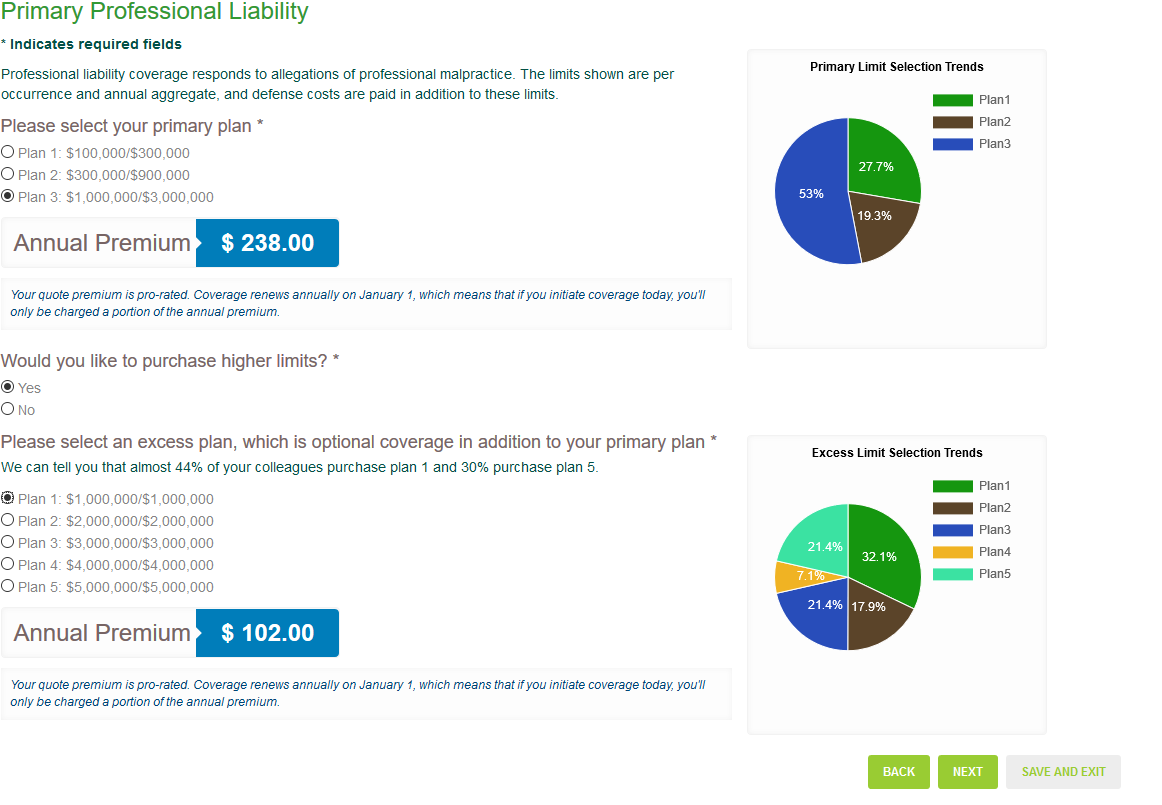 Primary Professional Liability
* Indicates required fields
Professional liability coverage responds to allegations of professional malpractice. The limits shown are per
occurrence and annual aggregate, and defense costs are paid in addition to these limits.
Please select your primary plan *
Plan 1: $100,000/$300,000
Plan 2: $300,000/$900,000
Plan 3: $1,000,000/$3,000,000
Annual Premium $ 238.00
Your quote premium is pro-rated. Coverage renews annually on January 1, which means that if you initiate coverage today, you'll
only be charged a portion of the annual premium.
Primary Limit Selection Trends
Plan1
Plan2
Plan3
27.7%
53%
19.3%
Would you like to purchase higher limits? *
Yes
No
Please select an excess plan, which is optional coverage in addition to your primary plan *
We can tell you that almost 44% of your colleagues purchase plan 1 and 30% purchase plan 5.
Plan 1: $1,000,000/$1,000,000
Plan 2: $2,000,000/$2,000,000
Plan 3: $3,000,000/$3,000,000
Plan 4: $4,000,000/$4,000,000
Plan 5: $5,000,000/$5,000,000
Annual Premium $ 102.00
Your quote premium is pro-rated. Coverage renews annually on January 1, which means that if you initiate coverage today, you'll
only be charged a portion of the annual premium.
Excess Limit Selection Trends
Plan1
Plan2
Plan3
Plan4
Plan5
21.4%
32.1%
7.1%
21.4%
17.9%
BACK
NEXT
SAVE AND EXIT